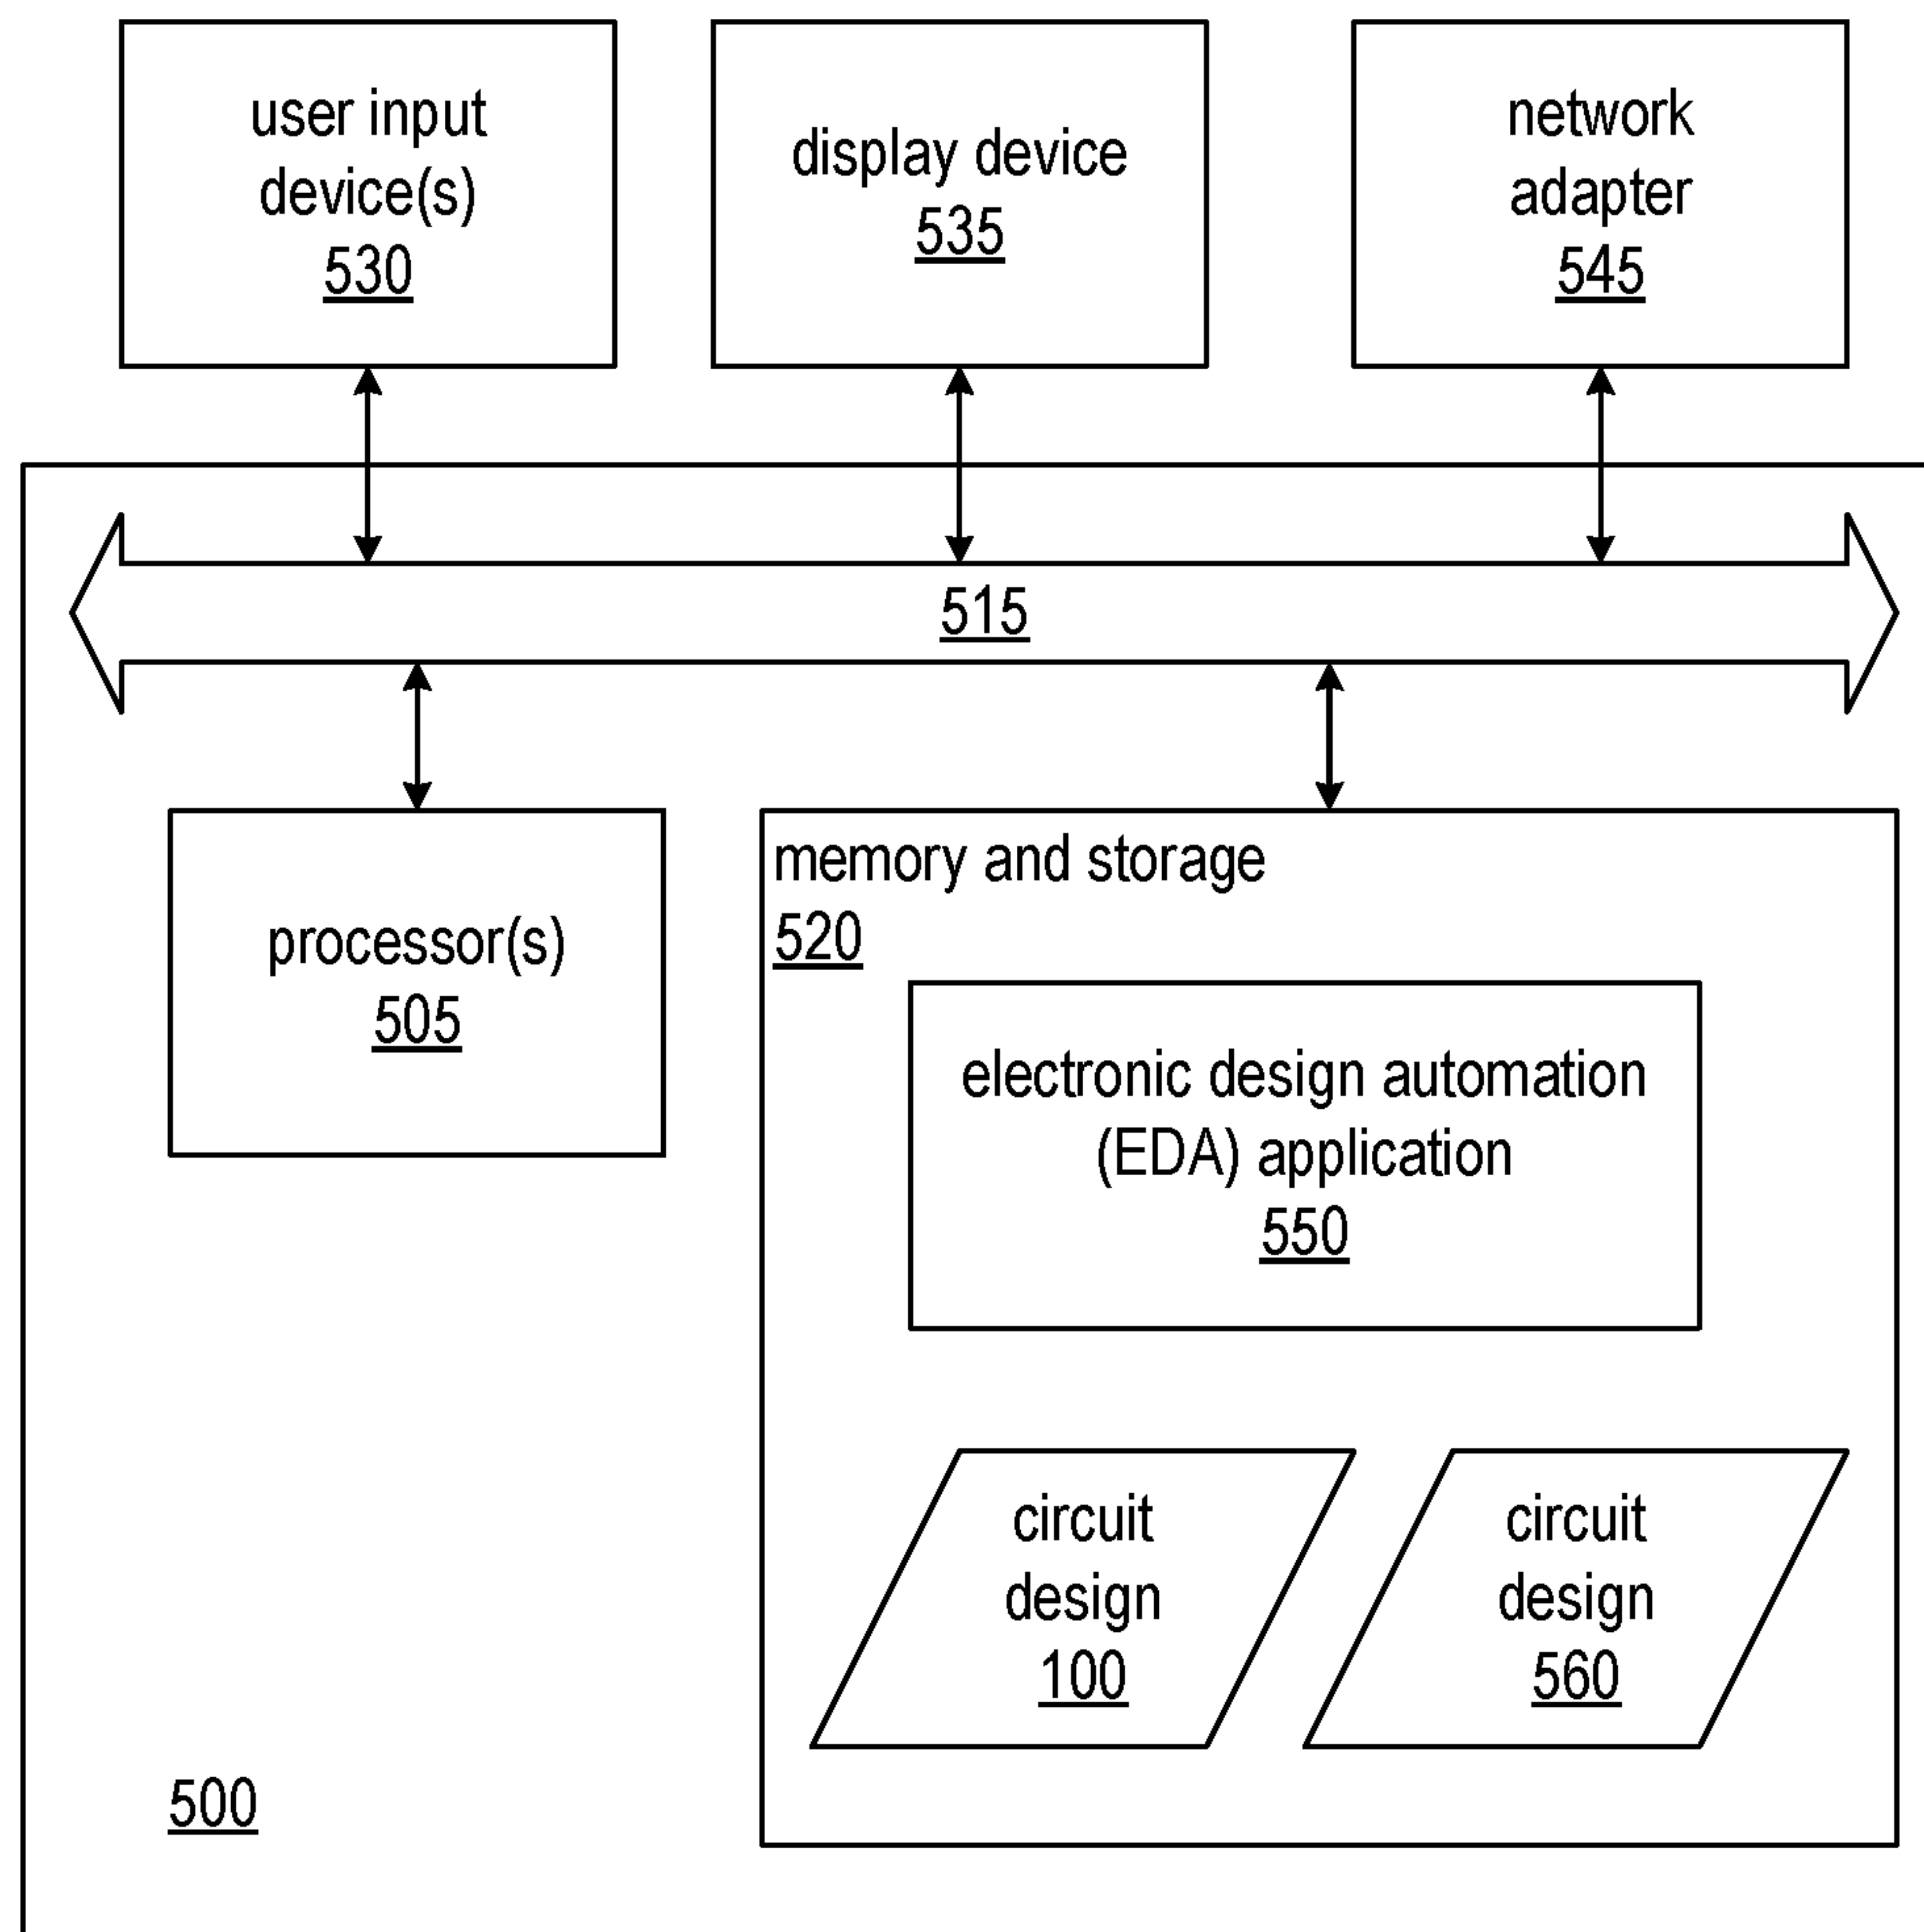 user input
device(s)
530
display device
535
network
adapter
545
515
processor(s)
505
memory and storage
520
electronic design automation
(EDA) application
550
circuit
design
100
circuit
design
560
500